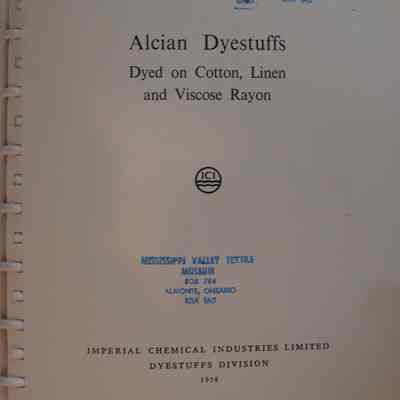 Alcian Dyestuffs
Dyed on Cotton, Linen
and Viscose Rayon
ICI
MISSISSIPPI VALLEY TEXTILE
MUSEUM
BOX 784
ALMONTE, ONTARIO
K0A 1A0
IMPERIAL CHEMICAL INDUSTRIES LIMITED
DYESTUFFS DIVISION
1958